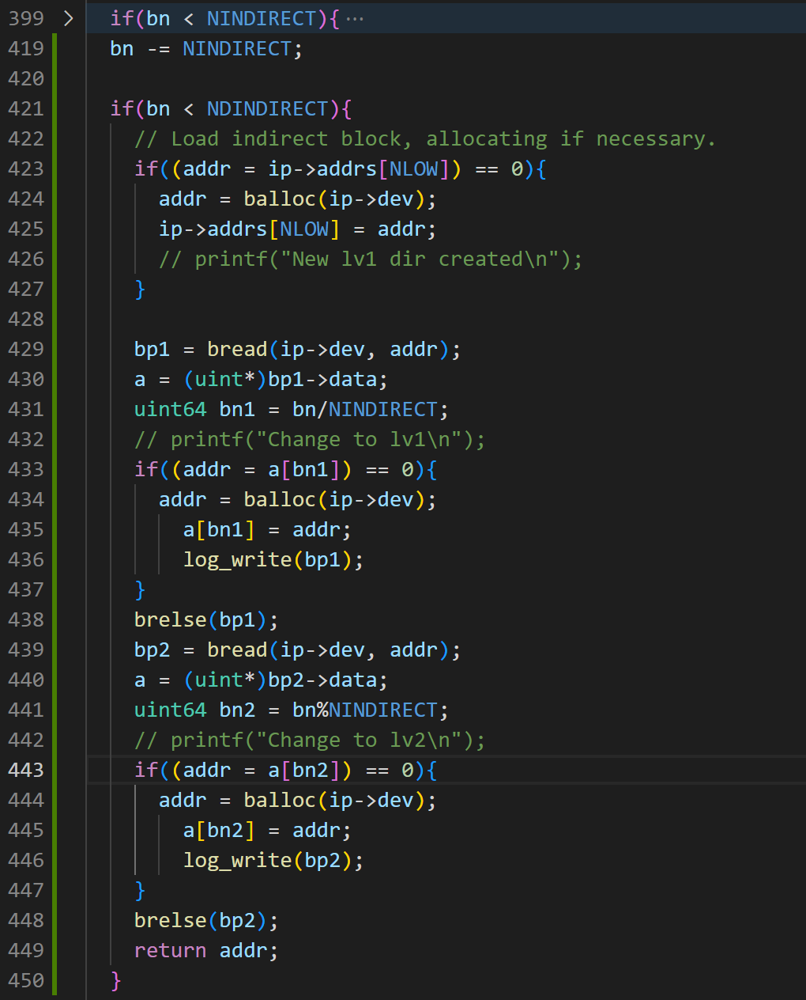 399 > if(bn < NINDIRECT){ ···
419 bn -= NINDIRECT;
420
421 if(bn < NDINDIRECT){
422 // Load indirect block, allocating if necessary.
423 if((addr = ip->addrs[NLOW]) == 0){
424 addr = balloc(ip->dev);
425 ip->addrs[NLOW] = addr;
426 // printf("New lv1 dir created\n");
427 }
428
429 bp1 = bread(ip->dev, addr);
430 a = (uint*)bp1->data;
431 uint64 bn1 = bn/NINDIRECT;
432 // printf("Change to lv1\n");
433 if((addr = a[bn1]) == 0){
434 addr = balloc(ip->dev);
435 a[bn1] = addr;
436 log_write(bp1);
437 }
438 brelse(bp1);
439 bp2 = bread(ip->dev, addr);
440 a = (uint*)bp2->data;
441 uint64 bn2 = bn%NINDIRECT;
442 // printf("Change to lv2\n");
443 if((addr = a[bn2]) == 0){
444 addr = balloc(ip->dev);
445 a[bn2] = addr;
446 log_write(bp2);
447 }
448 brelse(bp2);
449 return addr;
450 }